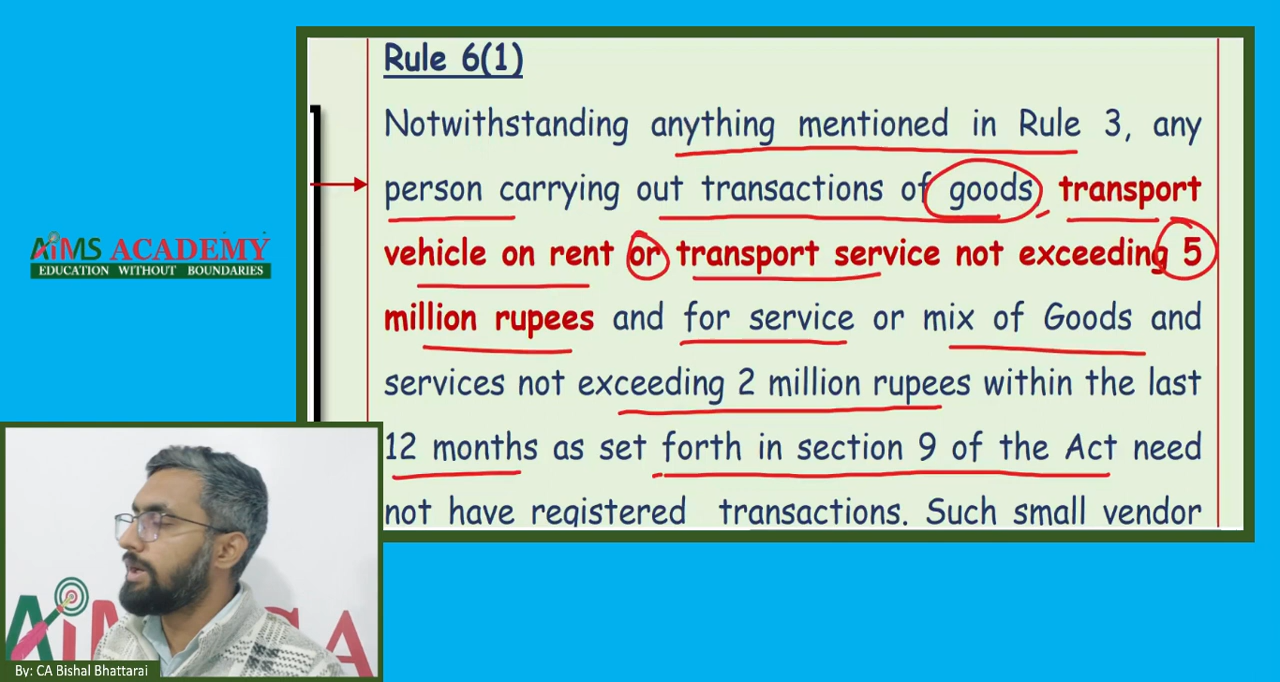 Rule 6(1)
Notwithstanding anything mentioned in Rule 3, any
person carrying out transactions of goods, transport
vehicle on rent or transport service not exceeding 5
million rupees and for service or mix of Goods and
services not exceeding 2 million rupees within the last
12 months as set forth in section 9 of the Act need
not have registered transactions. Such small vendor
AiMS ACADEMY
EDUCATION WITHOUT BOUNDARIES
By: CA Bishal Bhattarai